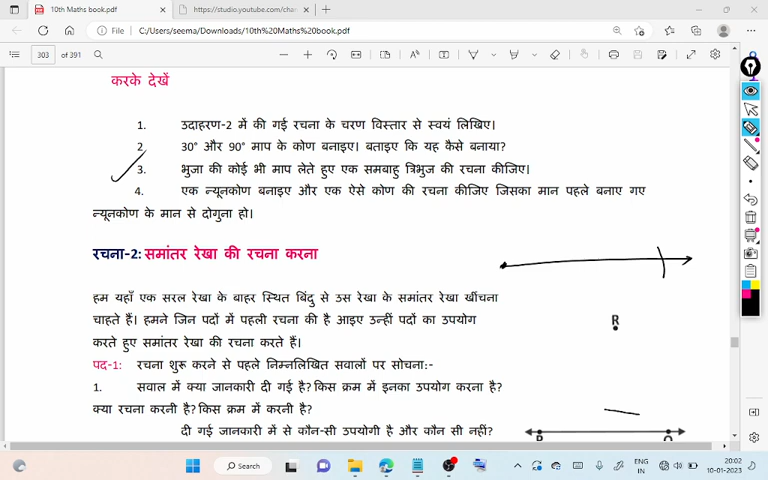 10th Maths book.pdf
https://studio.youtube.com/chan
File
C:/Users/seema/Downloads/10th%20Maths%20book.pdf
303 of 391
करके देखें
1. उदाहरण-2 में की गई रचना के चरण विस्तार से स्वयं लिखिए।
2. 30° और 90° माप के कोण बनाइए। बताइए कि यह कैसे बनाया?
3. भुजा की कोई भी माप लेते हुए एक समबाहु त्रिभुज की रचना कीजिए।
4. एक न्यूनकोण बनाइए और एक ऐसे कोण की रचना कीजिए जिसका मान पहले बनाए गए
न्यूनकोण के मान से दोगुना हो।
रचना-2: समांतर रेखा की रचना करना
हम यहाँ एक सरल रेखा के बाहर स्थित बिंदु से उस रेखा के समांतर रेखा खींचना
चाहते हैं। हमने जिन पदों में पहली रचना की है आइए उन्हीं पदों का उपयोग
करते हुए समांतर रेखा की रचना करते हैं।
R
पद-1: रचना शुरू करने से पहले निम्नलिखित सवालों पर सोचना:-
1. सवाल में क्या जानकारी दी गई है? किस क्रम में इनका उपयोग करना है?
क्या रचना करनी है? किस क्रम में करनी है?
दी गई जानकारी में से कौन-सी उपयोगी है और कौन सी नहीं?
Search
ENG
IN
20:02
10-01-2023